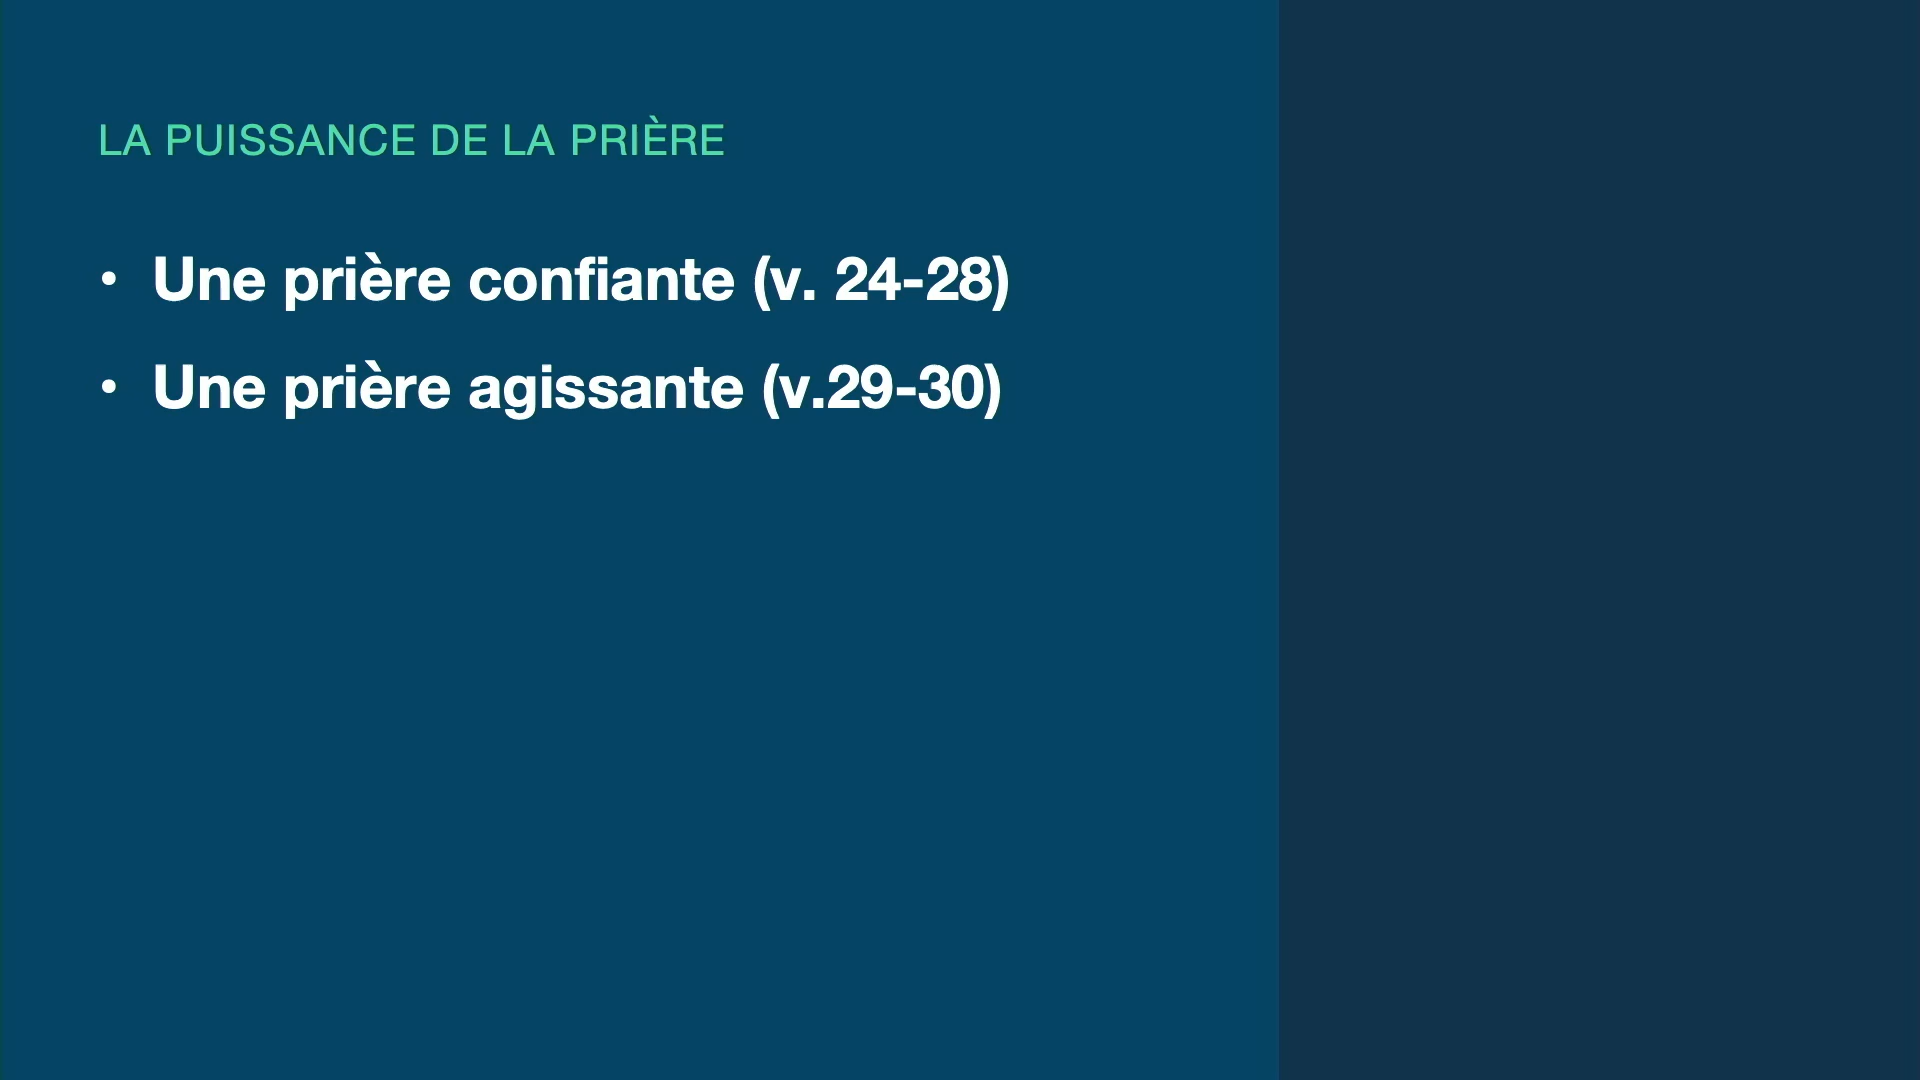 LA PUISSANCE DE LA PRIÈRE
• Une prière confiante (v. 24-28)
• Une prière agissante (v.29-30)